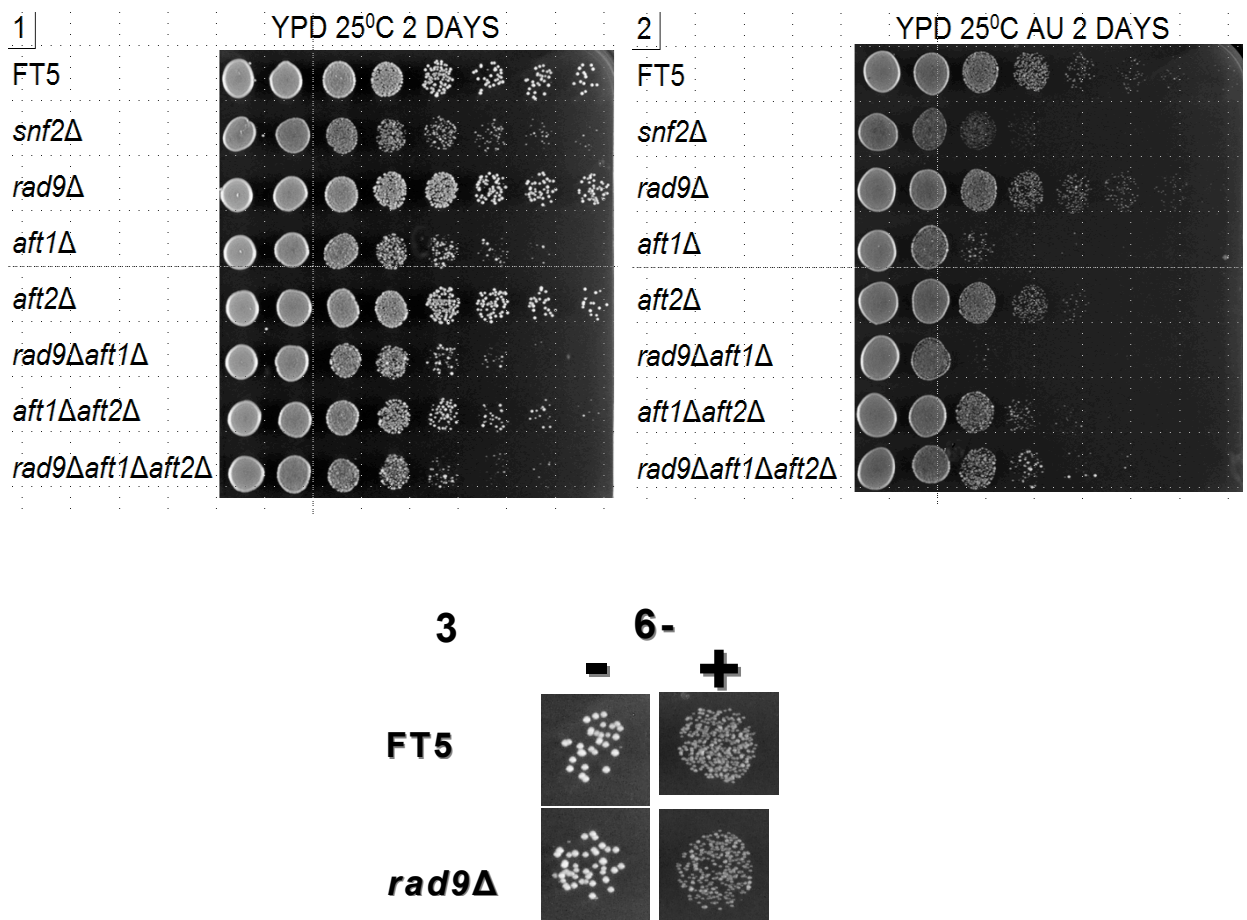 1
YPD 25⁰C 2 DAYS
FT5
snf2Δ
rad9Δ
aft1Δ
aft2Δ
rad9Δaft1Δ
aft1Δaft2Δ
rad9Δaft1Δaft2Δ
2
YPD 25⁰C AU 2 DAYS
FT5
snf2Δ
rad9Δ
aft1Δ
aft2Δ
rad9Δaft1Δ
aft1Δaft2Δ
rad9Δaft1Δaft2Δ
3
6-
- +
FT5
rad9Δ